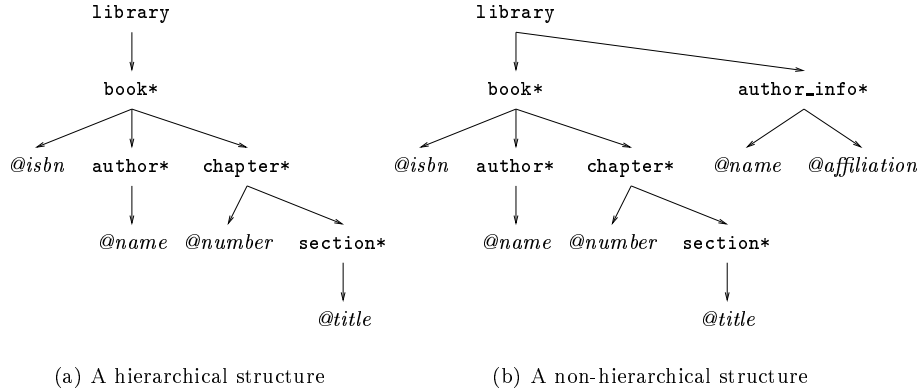 library library
book* book* author_info*
@isbn author* chapter* @isbn author* chapter* @name @affiliation
@name @number section* @name @number section*
@title @title
(a) A hierarchical structure (b) A non-hierarchical structure